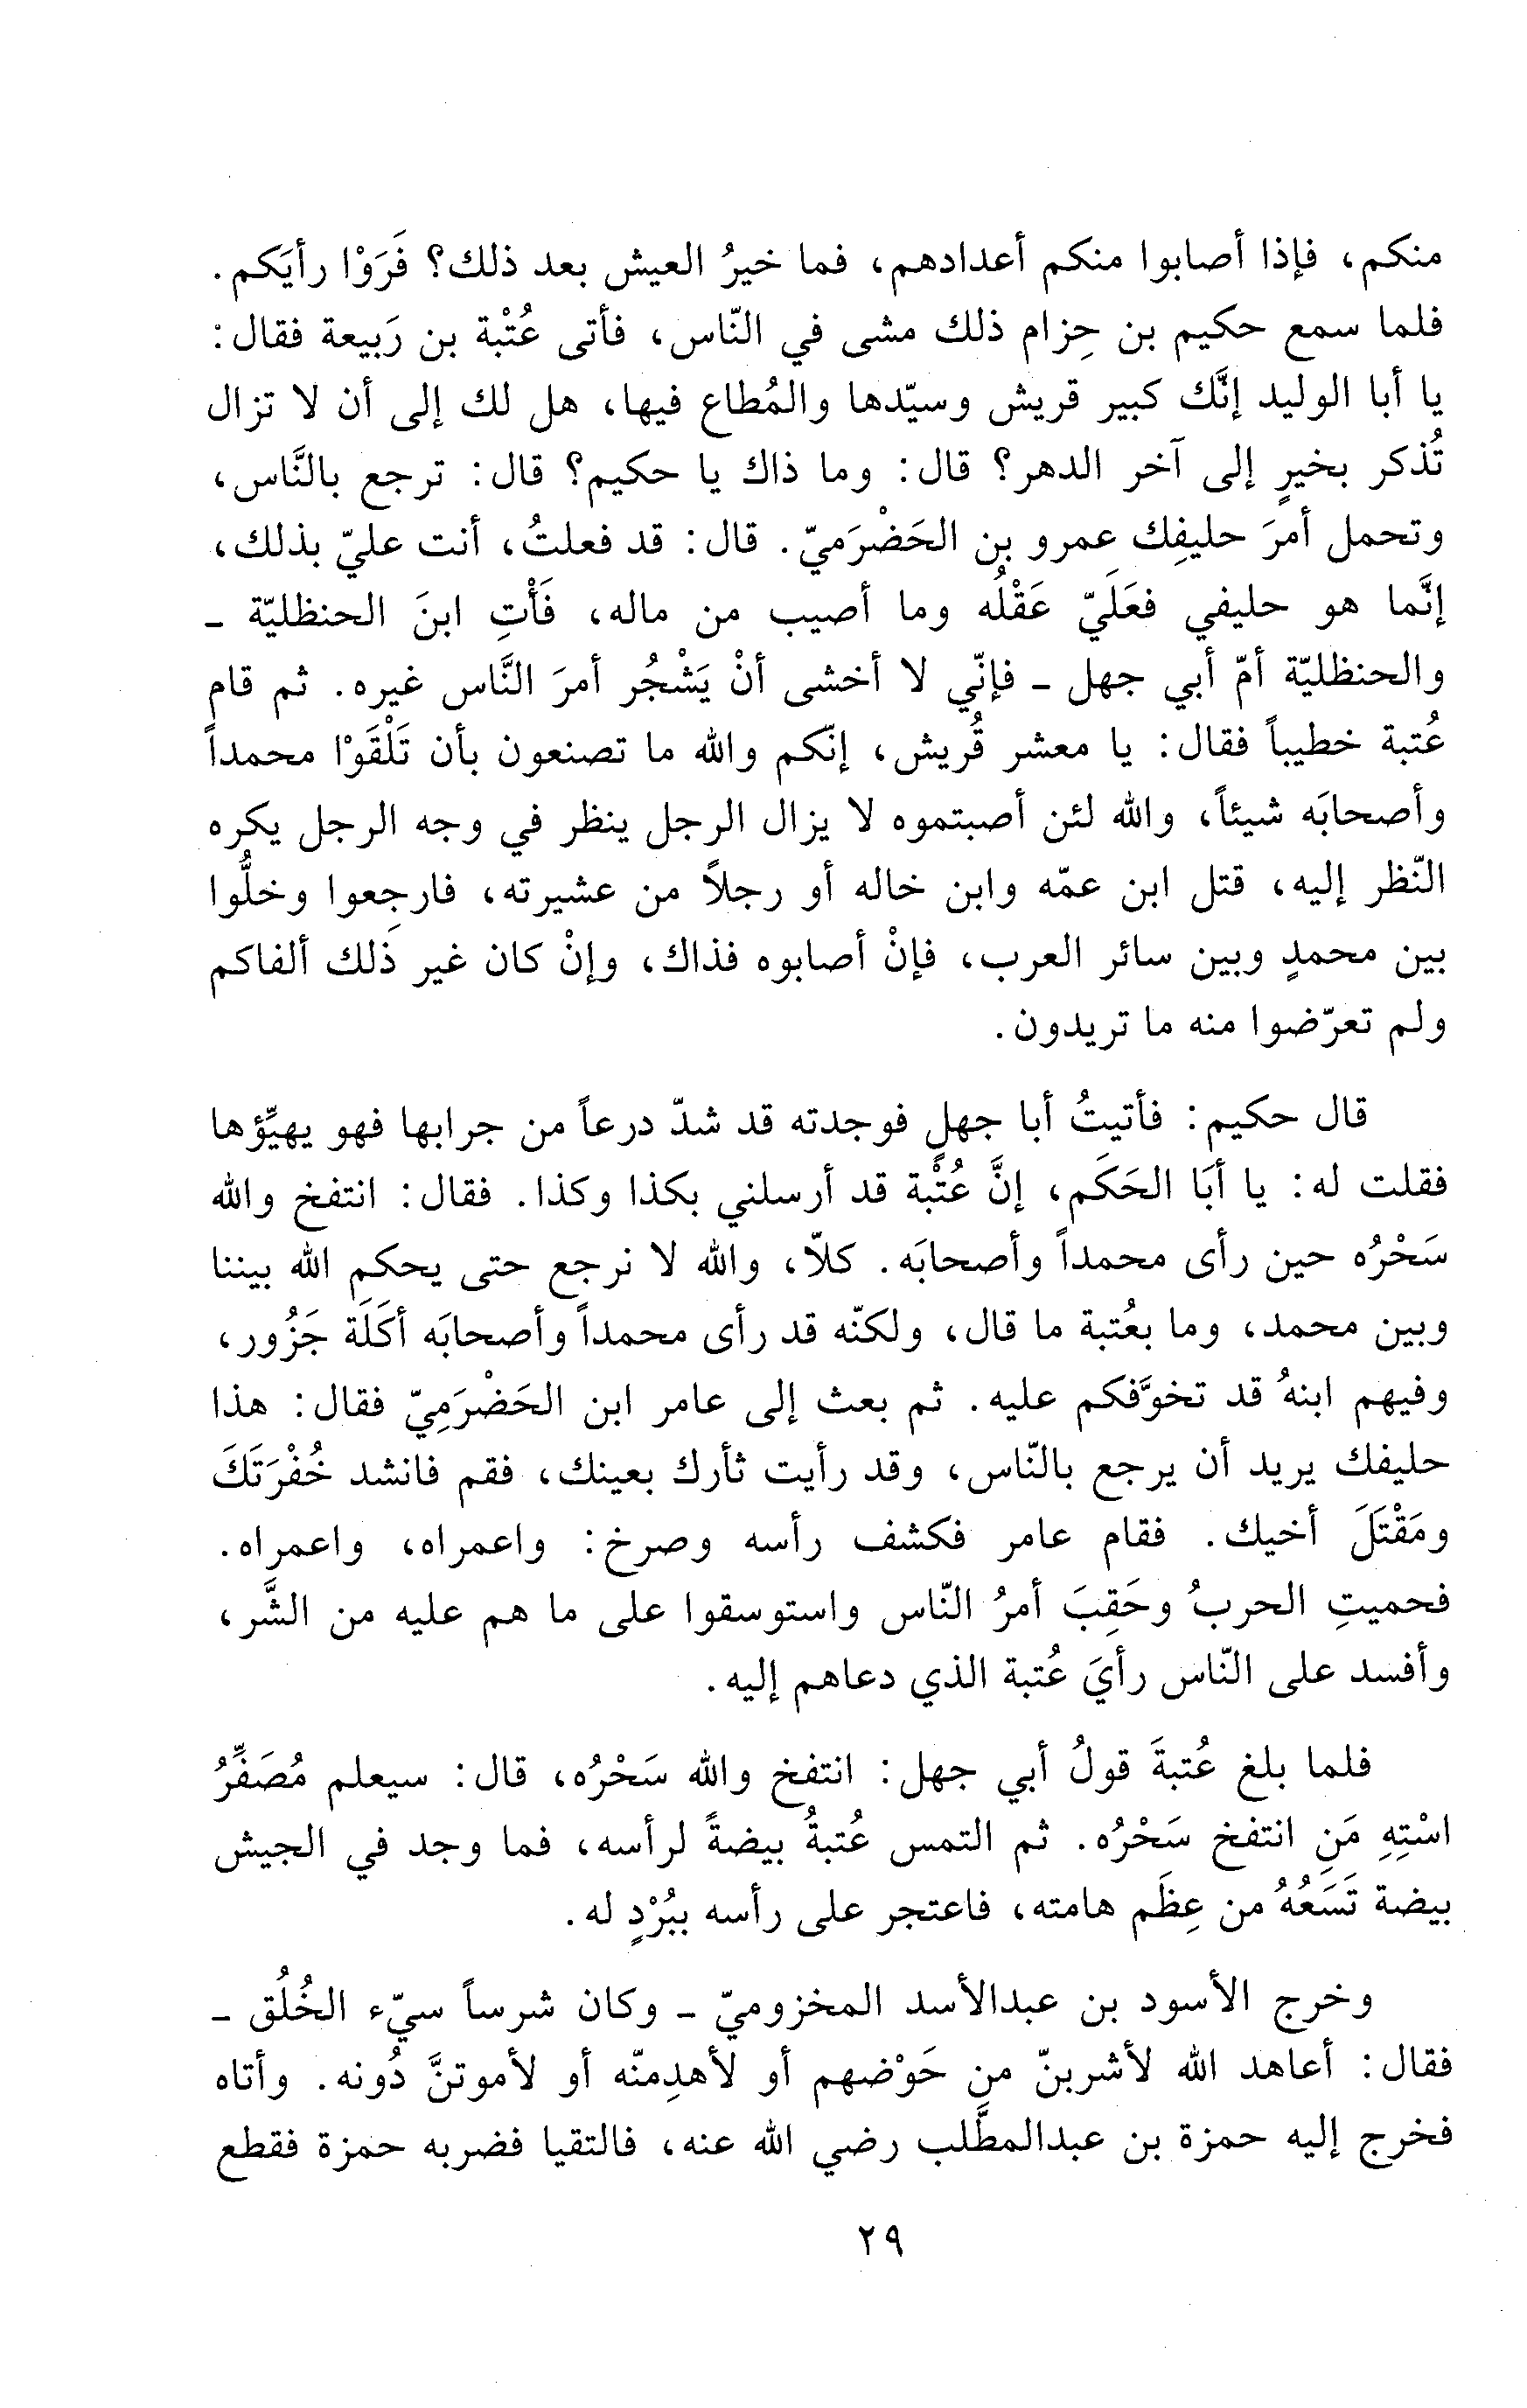 منكم، فإذا أصابوا منكم أعدادهم، فما خيرُ العيش بعد ذلك؟ فَرَوْا رأيَكم.
فلما سمع حكيم بن حِزام ذلك مشى في النّاس، فأتى عُتْبة بن رَبيعة فقال:
يا أبا الوليد إنَّك كبير قريش وسيّدها والمُطاع فيها، هل لك إلى أن لا تزال
تُذكر بخيرٍ إلى آخر الدهر؟ قال: وما ذاك يا حكيم؟ قال: ترجع بالنَّاس،
وتحمل أمرَ حليفِك عمرو بن الحَضْرَميّ. قال: قد فعلتُ، أنت عليّ بذلك،
إنَّما هو حليفي فعَلَيّ عَقْلُه وما أصيب من ماله، فَأْتِ ابنَ الحنظليّة -
والحنظليّة أمّ أبي جهل - فإنّي لا أخشى أنْ يَشْجُر أمرَ النَّاس غيره. ثم قام
عُتبة خطيباً فقال: يا معشر قُريش، إنّكم والله ما تصنعون بأن تَلْقَوْا محمداً
وأصحابَه شيئاً، والله لئن أصبتموه لا يزال الرجل ينظر في وجه الرجل يكره
النّظر إليه، قتل ابن عمّه وابن خاله أو رجلاً من عشيرته، فارجِعوا وخلُّوا
بين محمدٍ وبين سائر العرب، فإنْ أصابوه فذاك، وإنْ كان غير ذَلك ألفاكم
ولم تعرّضوا منه ما تريدون.
قال حكيم: فأتيتُ أبا جهلٍ فوجدته قد شدّ درعاً من جرابها فهو يهيِّؤها
فقلت له: يا أبَا الحَكَم، إنَّ عُتْبة قد أرسلني بكذا وكذا. فقال: انتفخ والله
سَحْرُه حين رأى محمداً وأصحابَه. كلاّ، والله لا نرجع حتى يحكم الله بيننا
وبين محمد، وما بعُتبة ما قال، ولكنّه قد رأى محمداً وأصحابَه أكَلَة جَزُور،
وفيهم ابنهُ قد تخوَّفكم عليه. ثم بعث إلى عامر ابن الحَضْرَمِيّ فقال: هذا
حليفك يريد أن يرجع بالنّاس، وقد رأيت ثأرك بعينك، فقم فانشد خُفْرَتَكَ
ومَقْتَلَ أخيك. فقام عامر فكشف رأسه وصرخ: واعمراه، واعمراه.
فحميتِ الحربُ وحَقِبَ أمرُ النّاس واستوسقوا على ما هم عليه من الشَّر،
وأفسد على النّاس رأيَ عُتبة الذي دعاهم إليه.
فلما بلغ عُتبةَ قولُ أبي جهل: انتفخ والله سَحْرُه، قال: سيعلم مُصَفِّرُ
اسْتِهِ مَنِ انتفخ سَحْرُه. ثم التمس عُتبةُ بيضةً لرأسه، فما وجد في الجيش
بيضة تَسَعُهُ من عِظَم هامته، فاعتجر على رأسه ببُرْدٍ له.
وخرج الأسود بن عبدالأسد المخزوميّ - وكان شرساً سيّء الخُلُق -
فقال: أعاهد الله لأشربنّ من حَوْضهم أو لأهدِمنّه أو لأموتنَّ دُونه. وأتاه
فخرج إليه حمزة بن عبدالمطَّلب رضي الله عنه، فالتقيا فضربه حمزة فقطع
٢٩